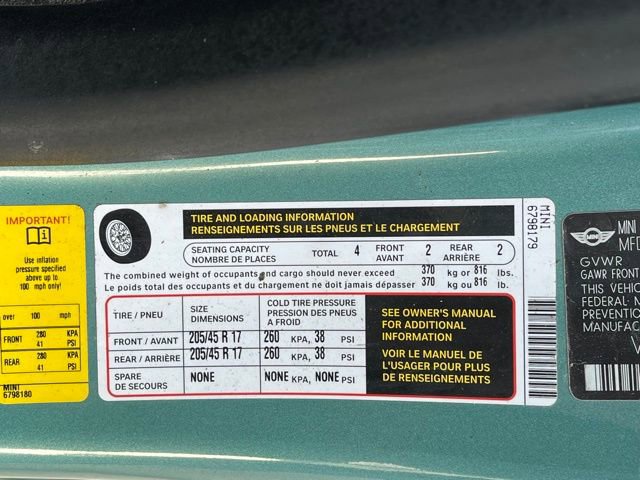 IMPORTANT!
Use inflation
pressure specified
above up to
100 mph only!
over 100 mph
FRONT 280 KPA
41 PSI
REAR 280 KPA
41 PSI
MINI
6798180
TIRE AND LOADING INFORMATION
RENSEIGNEMENTS SUR LES PNEUS ET LE CHARGEMENT
SEATING CAPACITY
NOMBRE DE PLACES
TOTAL 4
FRONT
AVANT 2
REAR
ARRIÈRE 2
The combined weight of occupants and cargo should never exceed 370 kg or 816 lbs.
Le poids total des occupants et du chargement ne doit jamais dépasser 370 kg ou 816 lb.
TIRE / PNEU
SIZE
DIMENSIONS
COLD TIRE PRESSURE
PRESSION DES PNEUS
A FROID
FRONT / AVANT 205/45 R 17 260 KPA, 38 PSI
REAR / ARRIÈRE 205/45 R 17 260 KPA, 38 PSI
SPARE
DE SECOURS NONE NONE KPA, NONE PSI
SEE OWNER'S MANUAL
FOR ADDITIONAL
INFORMATION
VOIR LE MANUEL DE
L'USAGER POUR PLUS
DE RENSEIGNEMENTS
MINI
6798179
MINI
MINI
MFD
GVWR
GAWR FRONT
THIS VEHIC
FEDERAL
PREVENTION
MANUFAC